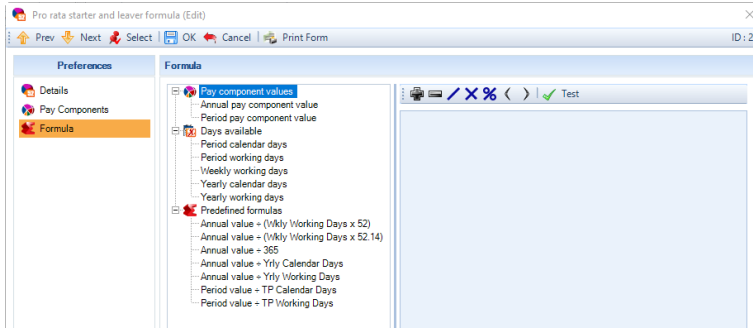 Pro rata starter and leaver formula (Edit)
Prev Next Select OK Cancel Print Form ID : 2
Preferences
Formula
Details
Pay Components
Formula
Pay component values
Annual pay component value
Period pay component value
Days available
Period calendar days
Period working days
Weekly working days
Yearly calendar days
Yearly working days
Predefined formulas
Annual value ÷ (Wkly Working Days x 52)
Annual value ÷ (Wkly Working Days x 52.14)
Annual value ÷ 365
Annual value ÷ Yrly Calendar Days
Annual value ÷ Yrly Working Days
Period value ÷ TP Calendar Days
Period value ÷ TP Working Days
Test